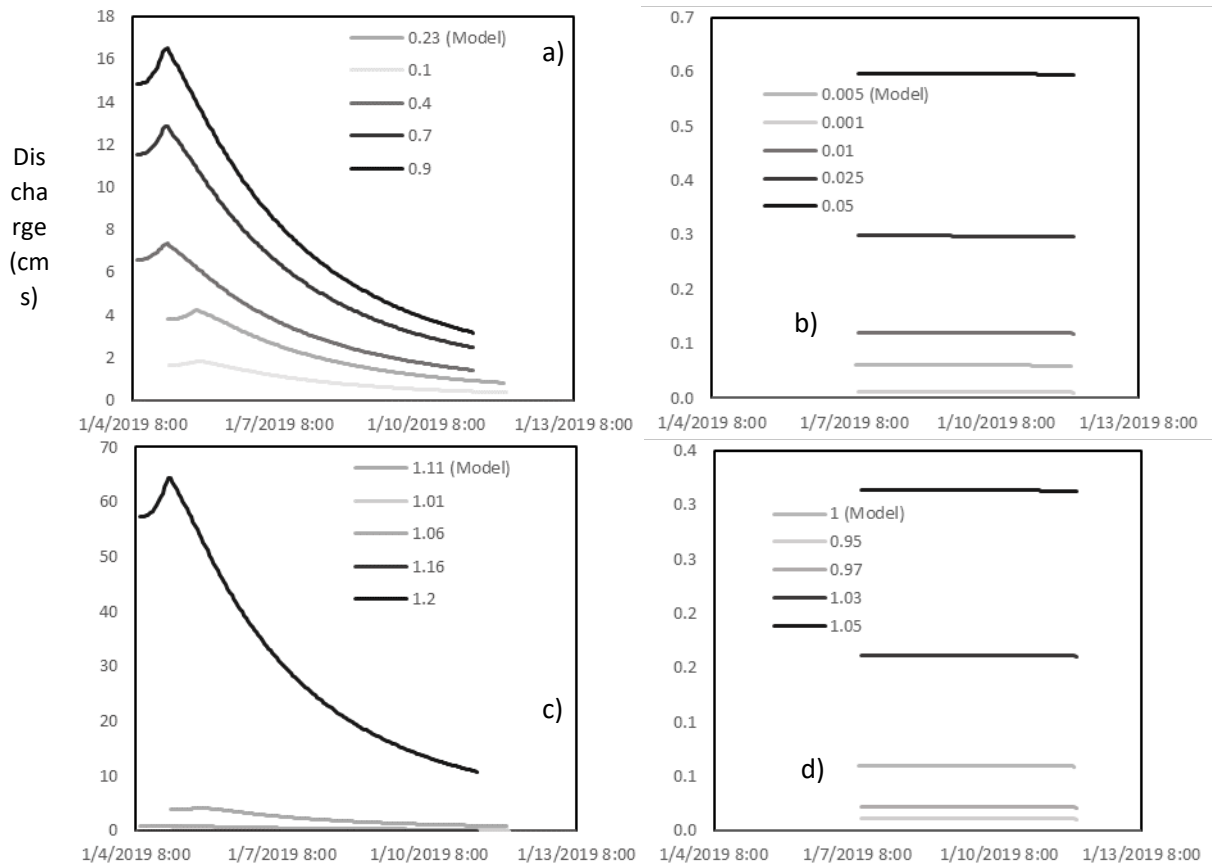 18
16
14
12
10
8
6
4
2
0
Dis
cha
rge
(cm
s)
0.23 (Model)
0.1
0.4
0.7
0.9
a)
1/4/2019 8:00 1/7/2019 8:00 1/10/2019 8:00 1/13/2019 8:00
0.7
0.6
0.5
0.4
0.3
0.2
0.1
0.0
0.005 (Model)
0.001
0.01
0.025
0.05
b)
1/4/2019 8:00 1/7/2019 8:00 1/10/2019 8:00 1/13/2019 8:00
70
60
50
40
30
20
10
0
1.11 (Model)
1.01
1.06
1.16
1.2
c)
1/4/2019 8:00 1/7/2019 8:00 1/10/2019 8:00 1/13/2019 8:00
0.4
0.3
0.3
0.2
0.2
0.1
0.1
0.0
1 (Model)
0.95
0.97
1.03
1.05
d)
1/4/2019 8:00 1/7/2019 8:00 1/10/2019 8:00 1/13/2019 8:00